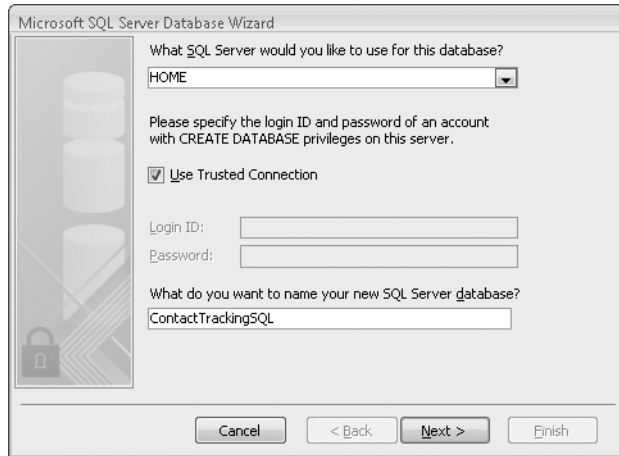 Microsoft SQL Server Database Wizard
What SQL Server would you like to use for this database?
HOME
Please specify the login ID and password of an account
with CREATE DATABASE privileges on this server.
Use Trusted Connection
Login ID:
Password:
What do you want to name your new SQL Server database?
ContactTrackingSQL
Cancel < Back Next > Finish